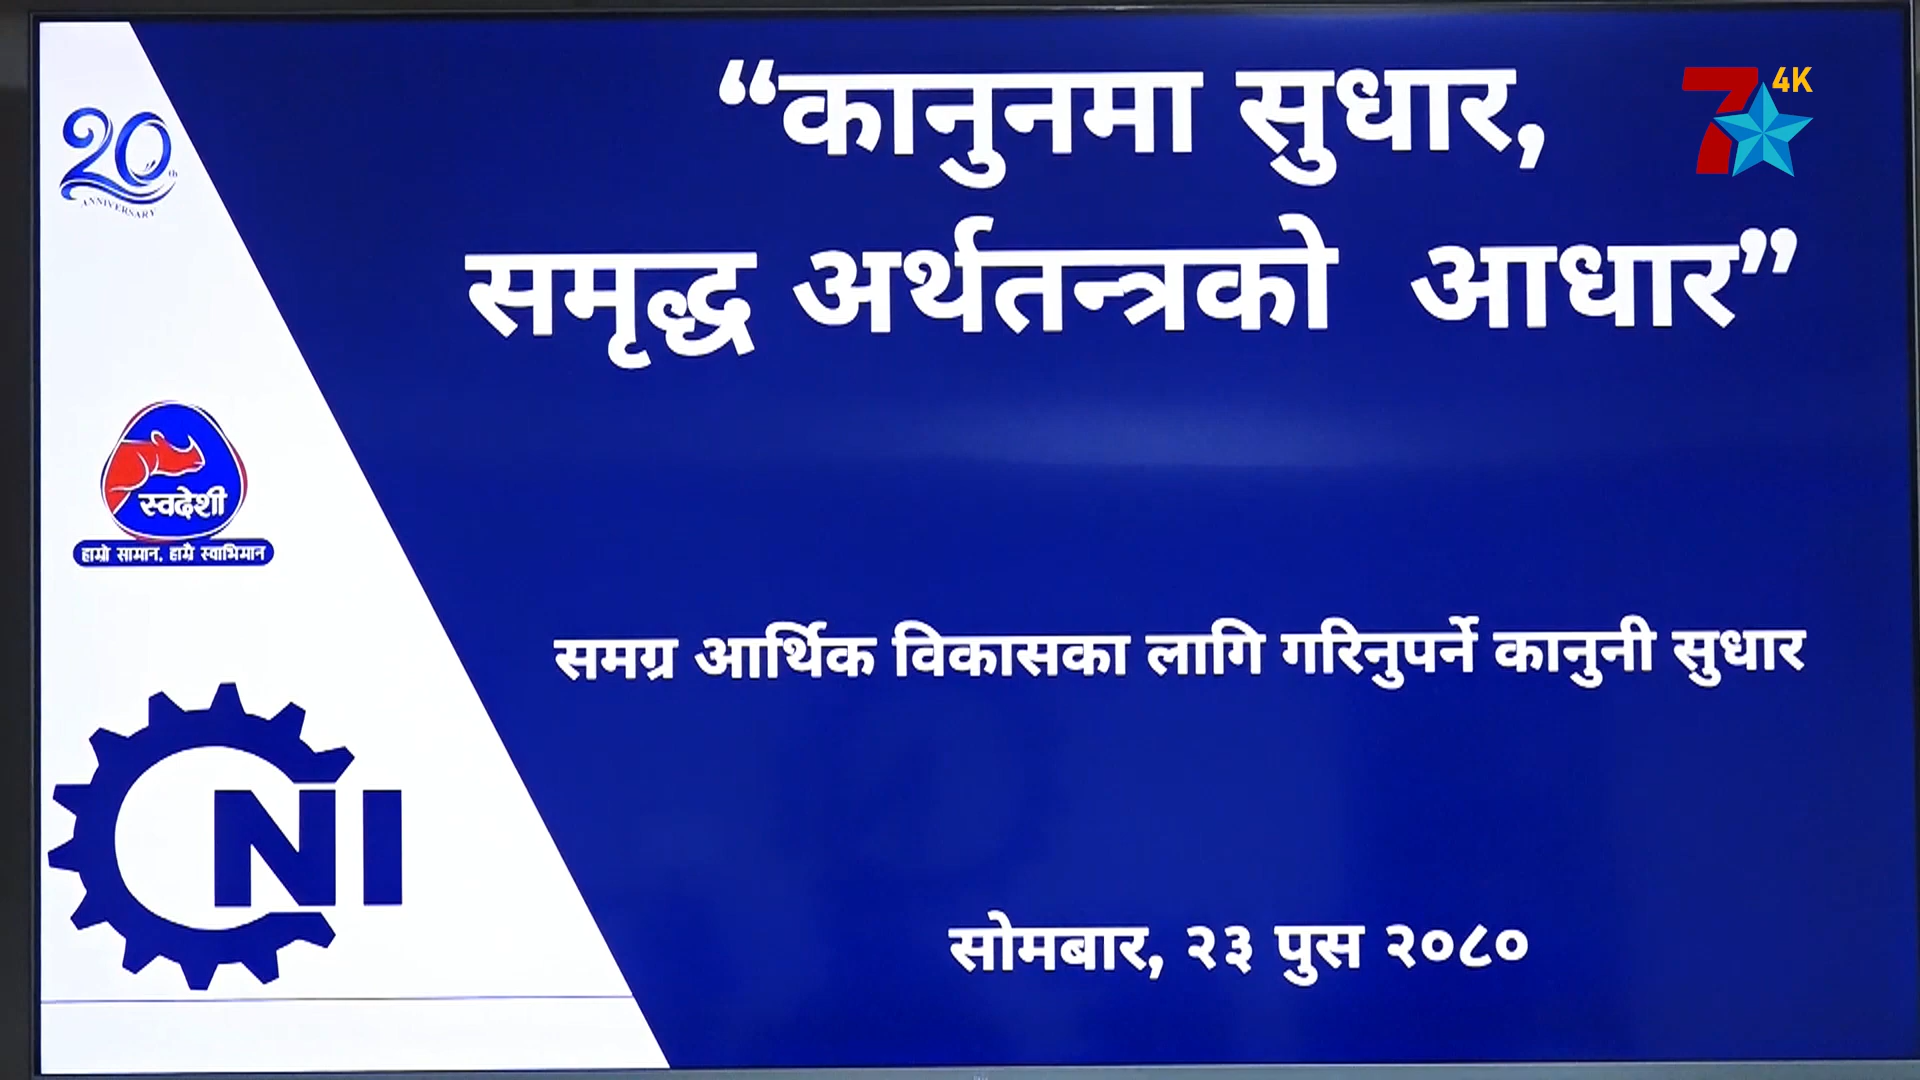 “कानुनमा सुधार,
समृद्ध अर्थतन्त्रको आधार”
7 4K
20th
ANNIVERSARY
स्वदेशी
हाम्रो सामान, हाम्रै स्वाभिमान
समग्र आर्थिक विकासका लागि गरिनुपर्ने कानुनी सुधार
CNI
सोमबार, २३ पुस २०८०